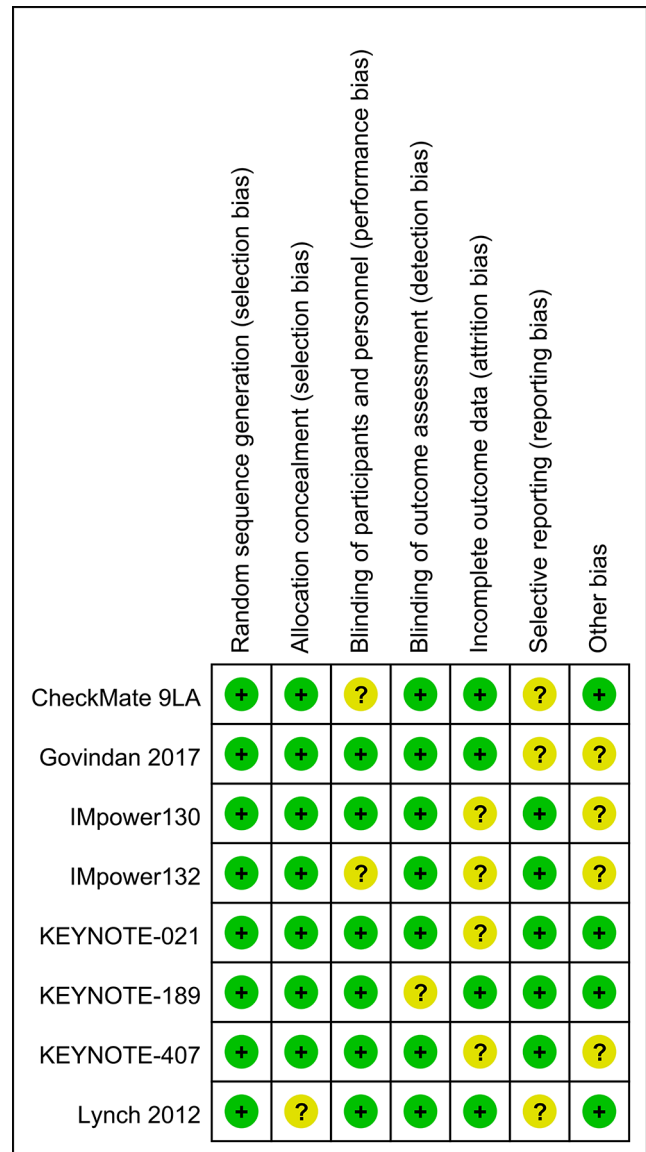 Random sequence generation (selection bias)
Allocation concealment (selection bias)
Blinding of participants and personnel (performance bias)
Blinding of outcome assessment (detection bias)
Incomplete outcome data (attrition bias)
Selective reporting (reporting bias)
Other bias
CheckMate 9LA + + ? + + ? +
Govindan 2017 + + + + + ? ?
IMpower130 + + + + ? + ?
IMpower132 + + ? + ? + ?
KEYNOTE-021 + + + + ? + +
KEYNOTE-189 + + + ? + + +
KEYNOTE-407 + + + + ? + ?
Lynch 2012 + ? + + + ? +